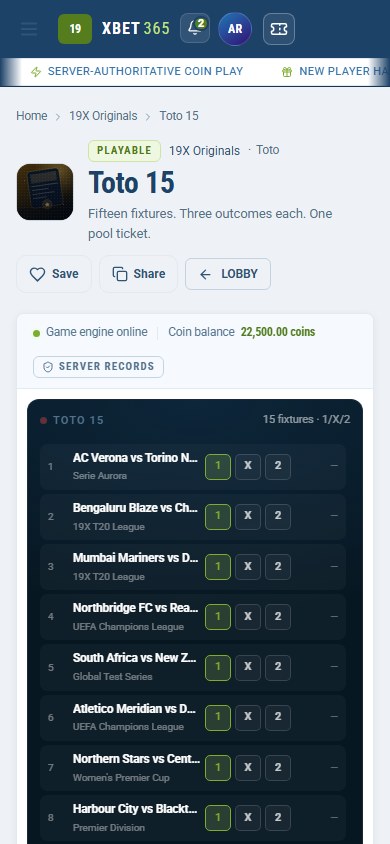 19
XBET 365
2
AR
SERVER-AUTHORITATIVE COIN PLAY
NEW PLAYER HA
Home > 19X Originals > Toto 15
PLAYABLE 19X Originals · Toto
Toto 15
Fifteen fixtures. Three outcomes each. One
pool ticket.
Save
Share
LOBBY
Game engine online
Coin balance 22,500.00 coins
SERVER RECORDS
TOTO 15
15 fixtures · 1/X/2
1 AC Verona vs Torino N... 1 X 2 –
Serie Aurora
2 Bengaluru Blaze vs Ch... 1 X 2 –
19X T20 League
3 Mumbai Mariners vs D... 1 X 2 –
19X T20 League
4 Northbridge FC vs Rea... 1 X 2 –
UEFA Champions League
5 South Africa vs New Z... 1 X 2 –
Global Test Series
6 Atletico Meridian vs D... 1 X 2 –
UEFA Champions League
7 Northern Stars vs Cent... 1 X 2 –
Women's Premier Cup
8 Harbour City vs Blackt... 1 X 2 –
Premier Division